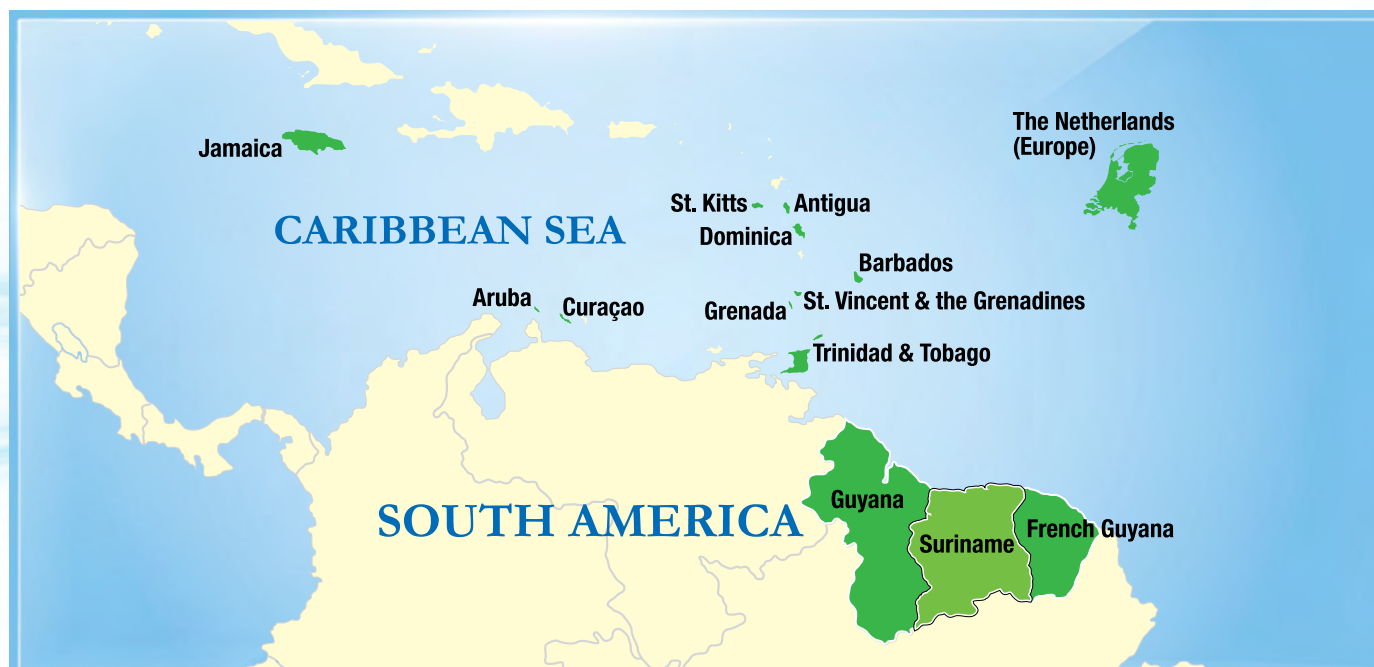 The Netherlands
(Europe)
Jamaica
St. Kitts
Antigua
CARIBBEAN SEA
Dominica
Barbados
Aruba
Curaçao
Grenada
St. Vincent & the Grenadines
Trinidad & Tobago
Guyana
SOUTH AMERICA
Suriname
French Guyana